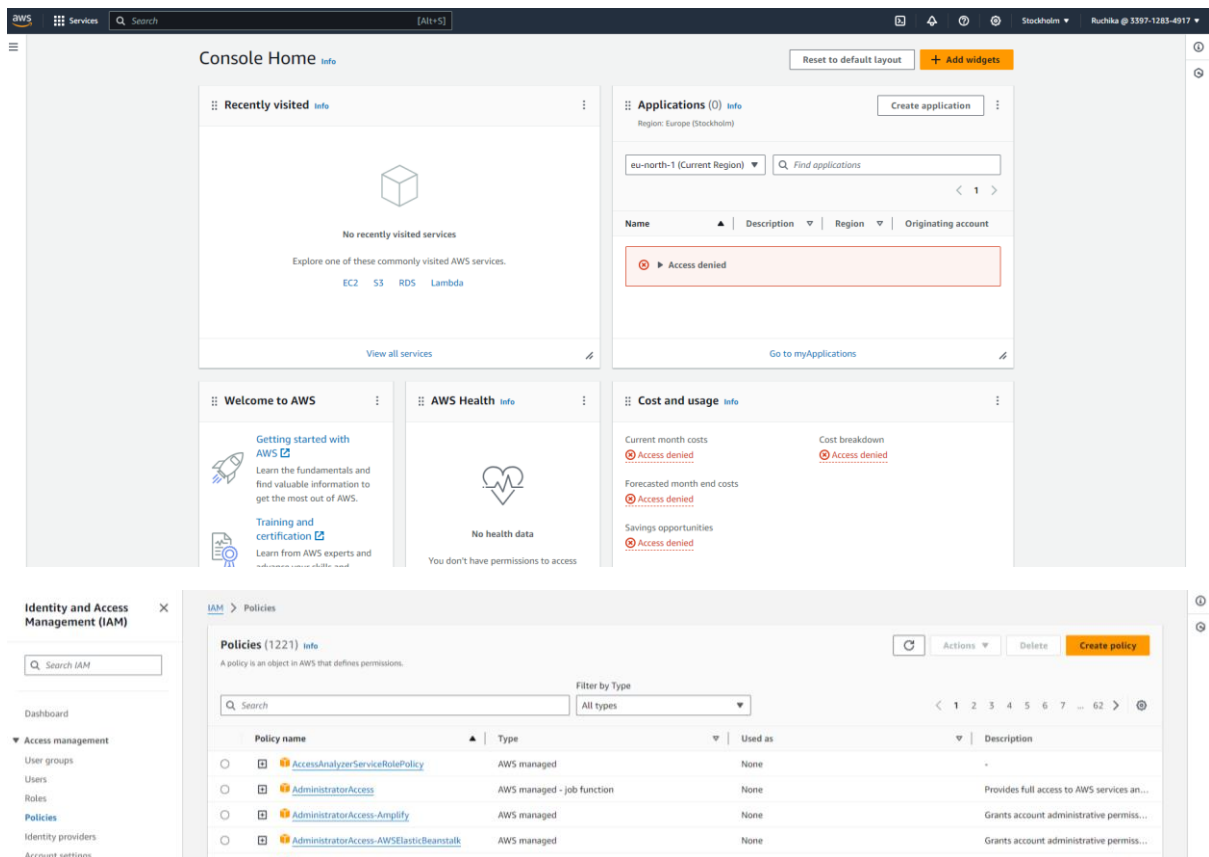 aws Services Search [Alt+S] Stockholm Ruchika @ 3397-1283-4917
Console Home Info
Reset to default layout
+ Add widgets
Recently visited Info
No recently visited services
Explore one of these commonly visited AWS services.
EC2 S3 RDS Lambda
View all services
Applications (0) Info
Region: Europe (Stockholm)
Create application
eu-north-1 (Current Region)
Find applications
< 1 >
Name Description Region Originating account
Access denied
Go to myApplications
Welcome to AWS
Getting started with
AWS
Learn the fundamentals and
find valuable information to
get the most out of AWS.
Training and
certification
Learn from AWS experts and
advance your skills and
AWS Health Info
No health data
You don't have permissions to access
Cost and usage Info
Current month costs
Access denied
Cost breakdown
Access denied
Forecasted month end costs
Access denied
Savings opportunities
Access denied
Identity and Access
Management (IAM)
Search IAM
Dashboard
Access management
User groups
Users
Roles
Policies
Identity providers
Account settings
IAM > Policies
Policies (1221) Info
A policy is an object in AWS that defines permissions.
Actions
Delete
Create policy
Filter by Type
Search
All types
< 1 2 3 4 5 6 7 ... 62 >
Policy name Type Used as Description
AccessAnalyzerServiceRolePolicy AWS managed None -
AdministratorAccess AWS managed - job function None Provides full access to AWS services an...
AdministratorAccess-Amplify AWS managed None Grants account administrative permiss...
AdministratorAccess-AWSElasticBeanstalk AWS managed None Grants account administrative permiss...